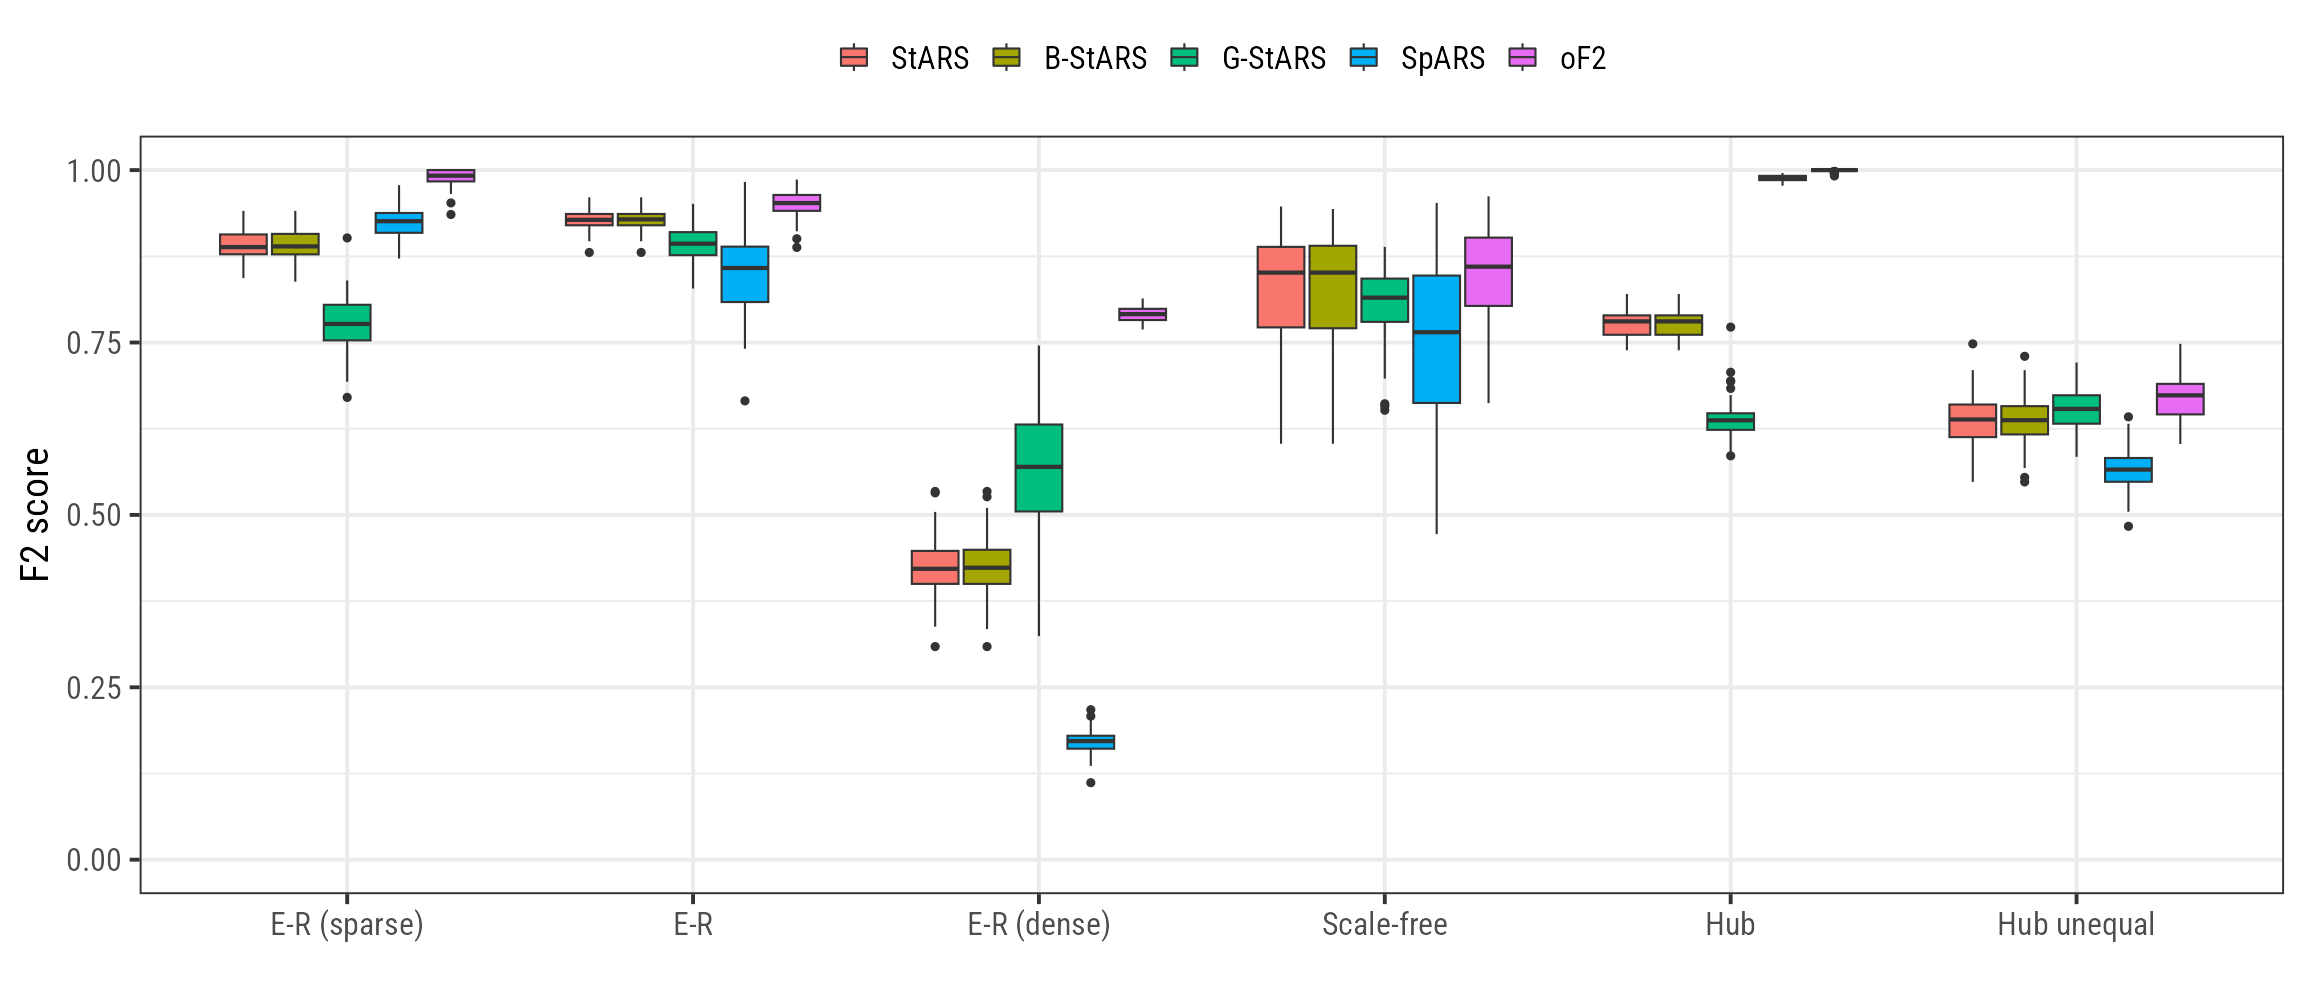 StARS B-StARS G-StARS SpARS oF2
F2 score
1.00
0.75
0.50
0.25
0.00
E-R (sparse) E-R E-R (dense) Scale-free Hub Hub unequal